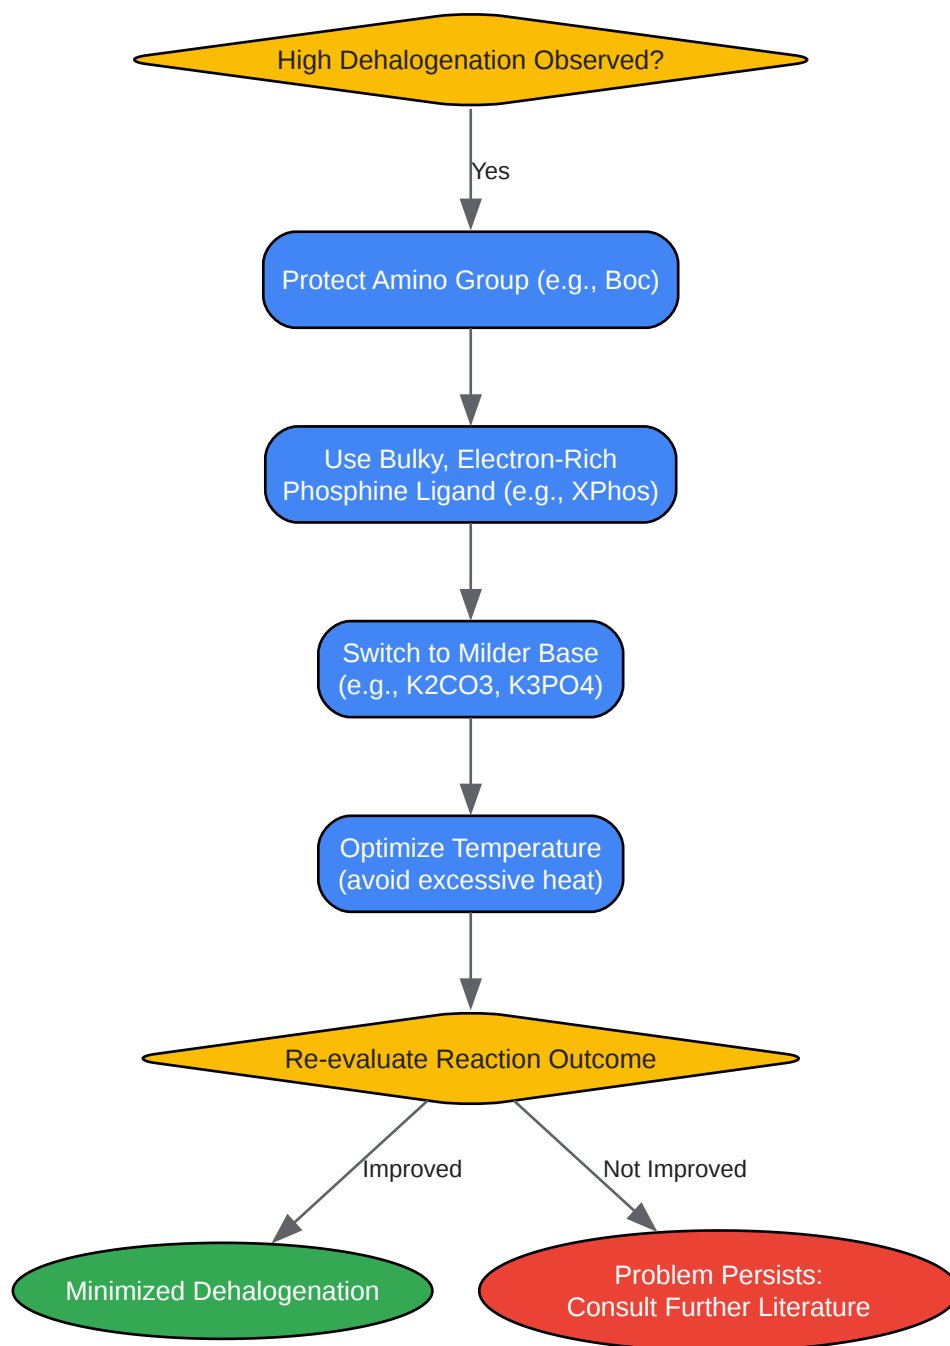 High Dehalogenation Observed?
Yes
Protect Amino Group (e.g., Boc)
Use Bulky, Electron-Rich
Phosphine Ligand (e.g., XPhos)
Switch to Milder Base
(e.g., K2CO3, K3PO4)
Optimize Temperature
(avoid excessive heat)
Re-evaluate Reaction Outcome
Improved
Not Improved
Minimized Dehalogenation
Problem Persists:
Consult Further Literature